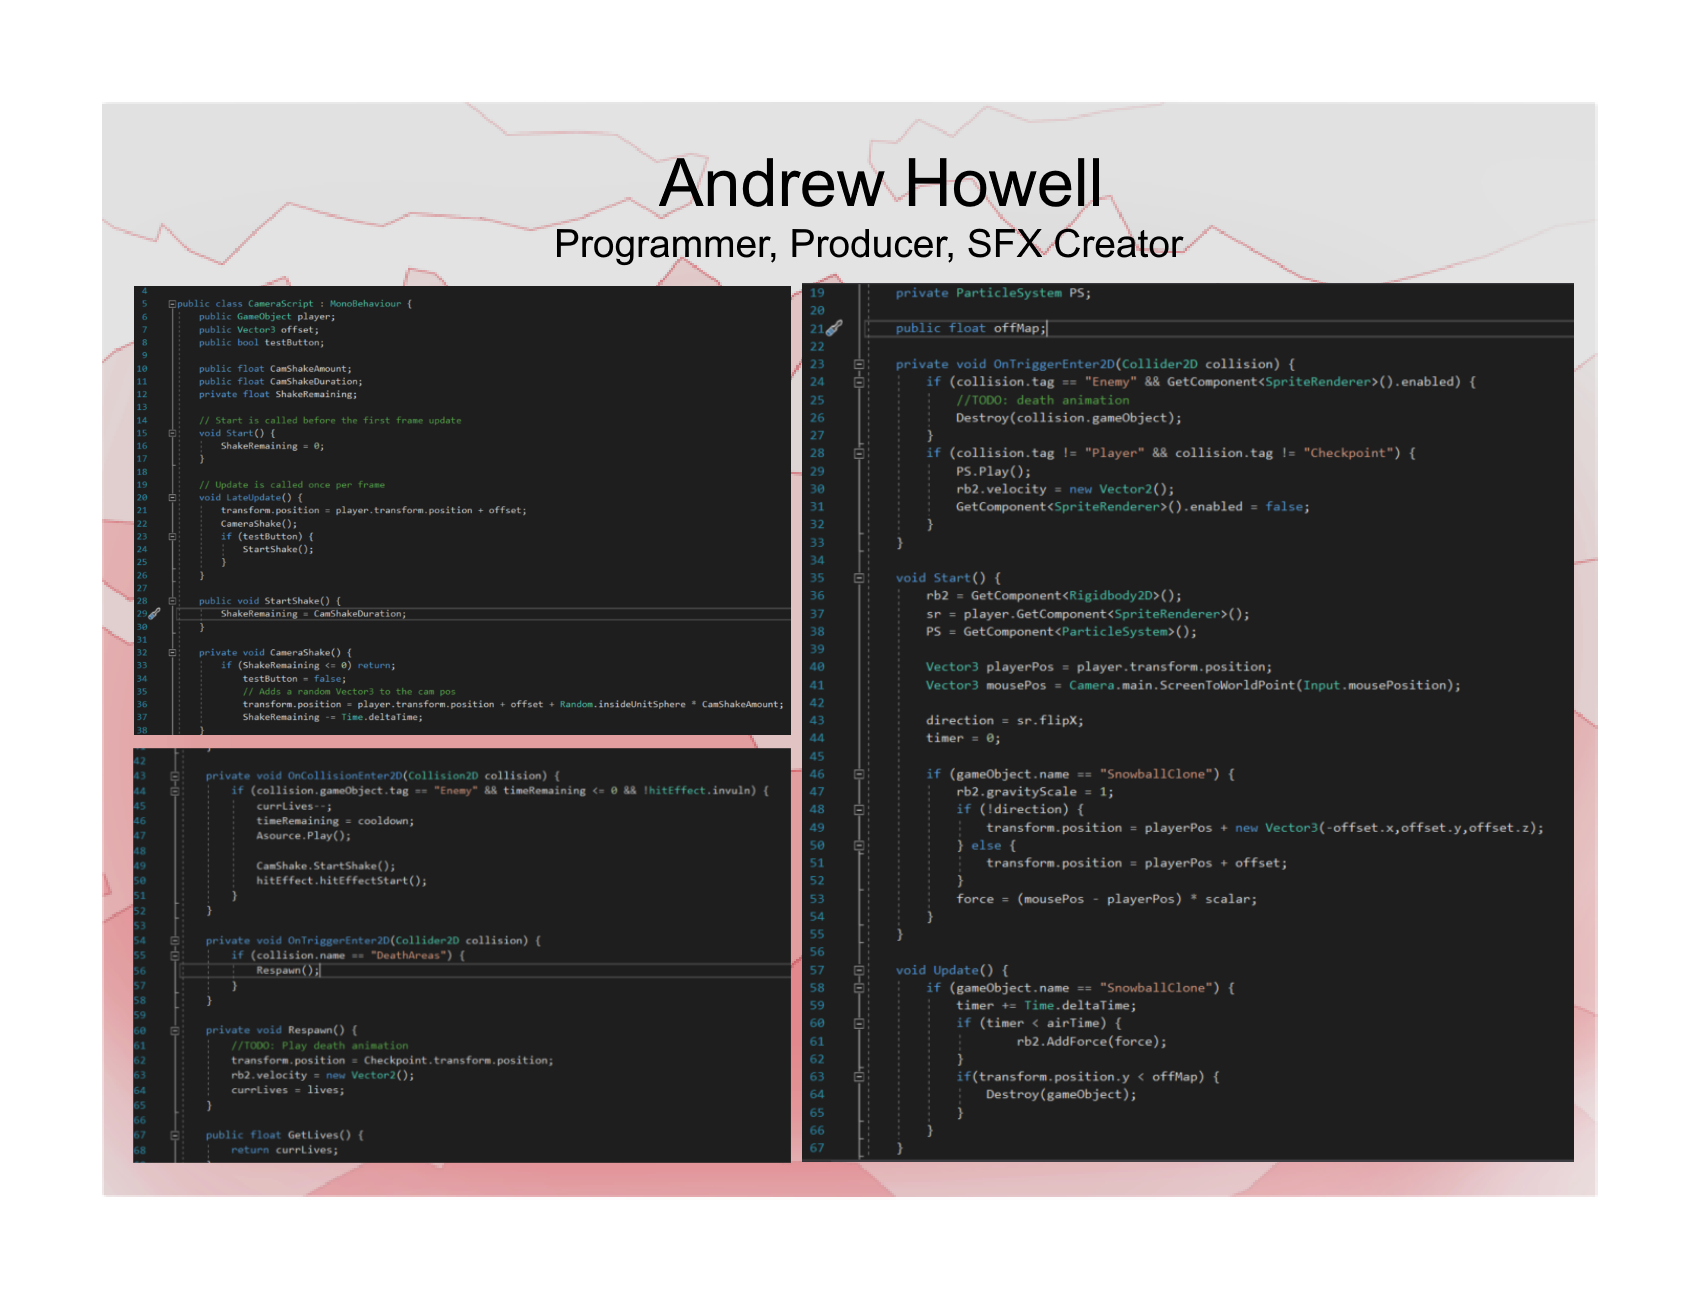 Andrew Howell
Programmer, Producer, SFX Creator
4
5 public class CameraScript : MonoBehaviour {
6 public GameObject player;
7 public Vector3 offset;
8 public bool testButton;
9
10 public float CamShakeAmount;
11 public float CamShakeDuration;
12 private float ShakeRemaining;
13
14 // Start is called before the first frame update
15 void Start() {
16 ShakeRemaining = 0;
17 }
18
19 // Update is called once per frame
20 void LateUpdate() {
21 transform.position = player.transform.position + offset;
22 CameraShake();
23 if (testButton) {
24 StartShake();
25 }
26 }
27
28 public void StartShake() {
29 ShakeRemaining = CamShakeDuration;
30 }
31
32 private void CameraShake() {
33 if (ShakeRemaining <= 0) return;
34 testButton = false;
35 // Adds a random Vector3 to the cam pos
36 transform.position = player.transform.position + offset + Random.insideUnitSphere * CamShakeAmount;
37 ShakeRemaining -= Time.deltaTime;
38 }
}
42
43 private void OnCollisionEnter2D(Collision2D collision) {
44 if (collision.gameObject.tag == "Enemy" && timeRemaining <= 0 && !hitEffect.invuln) {
45 currLives--;
46 timeRemaining = cooldown;
47 Asource.Play();
48
49 CamShake.StartShake();
50 hitEffect.hitEffectStart();
51 }
52 }
53
54 private void OnTriggerEnter2D(Collider2D collision) {
55 if (collision.name == "DeathAreas") {
56 Respawn();
57 }
58 }
59
60 private void Respawn() {
61 //TODO: Play death animation
62 transform.position = Checkpoint.transform.position;
63 rb2.velocity = new Vector2();
64 currLives = lives;
65 }
66
67 public float GetLives() {
68 return currLives;
19 private ParticleSystem PS;
20
21 public float offMap;
22
23 private void OnTriggerEnter2D(Collider2D collision) {
24 if (collision.tag == "Enemy" && GetComponent<SpriteRenderer>().enabled) {
25 //TODO: death animation
26 Destroy(collision.gameObject);
27 }
28 if (collision.tag != "Player" && collision.tag != "Checkpoint") {
29 PS.Play();
30 rb2.velocity = new Vector2();
31 GetComponent<SpriteRenderer>().enabled = false;
32 }
33 }
34
35 void Start() {
36 rb2 = GetComponent<Rigidbody2D>();
37 sr = player.GetComponent<SpriteRenderer>();
38 PS = GetComponent<ParticleSystem>();
39
40 Vector3 playerPos = player.transform.position;
41 Vector3 mousePos = Camera.main.ScreenToWorldPoint(Input.mousePosition);
42
43 direction = sr.flipX;
44 timer = 0;
45
46 if (gameObject.name == "SnowballClone") {
47 rb2.gravityScale = 1;
48 if (!direction) {
49 transform.position = playerPos + new Vector3(-offset.x,offset.y,offset.z);
50 } else {
51 transform.position = playerPos + offset;
52 }
53 force = (mousePos - playerPos) * scalar;
54 }
55 }
56
57 void Update() {
58 if (gameObject.name == "SnowballClone") {
59 timer += Time.deltaTime;
60 if (timer < airTime) {
61 rb2.AddForce(force);
62 }
63 if(transform.position.y < offMap) {
64 Destroy(gameObject);
65 }
66 }
67 }